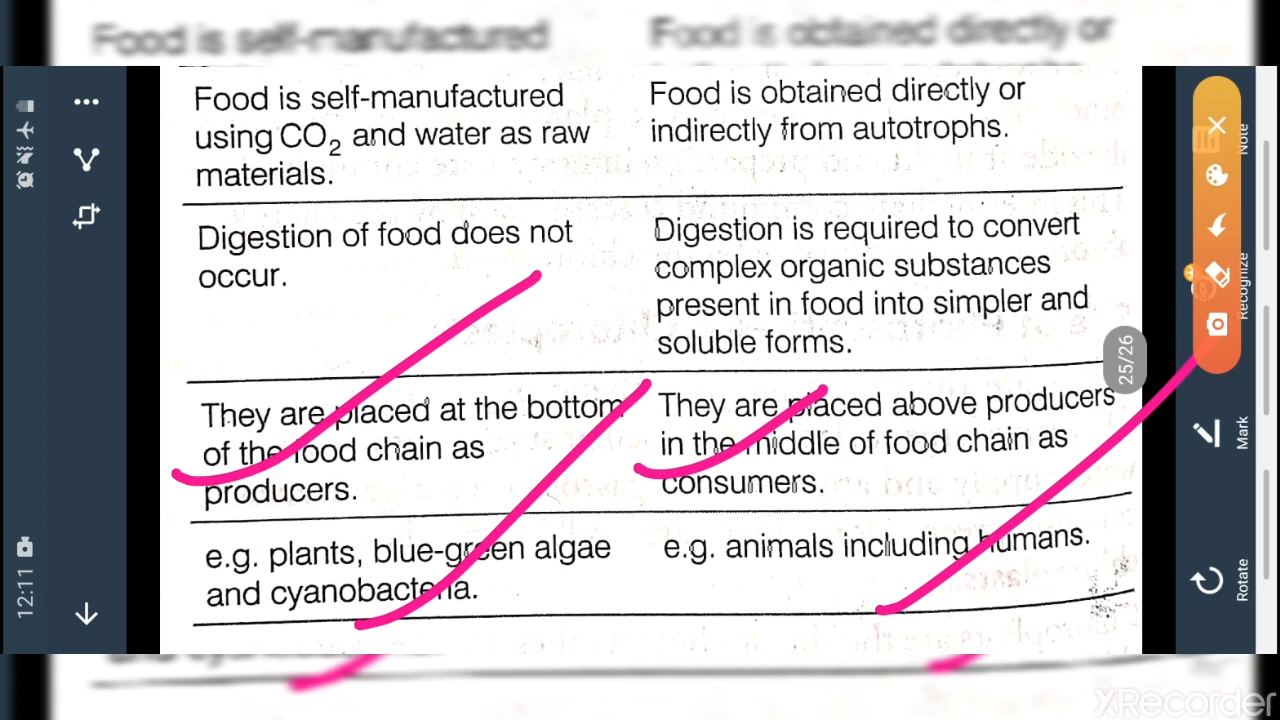 Food is self-manufactured
Food is obtained directly or
Food is self-manufactured
using CO₂ and water as raw
materials.
Food is obtained directly or
indirectly from autotrophs.
Digestion of food does not
occur.
Digestion is required to convert
complex organic substances
present in food into simpler and
soluble forms.
They are placed at the bottom
of the food chain as
producers.
They are placed above producers
in the middle of food chain as
consumers.
e.g. plants, blue-green algae
and cyanobacteria.
e.g. animals including humans.
25/26
12:11
Note
Recognize
Mark
Rotate
XRecorder